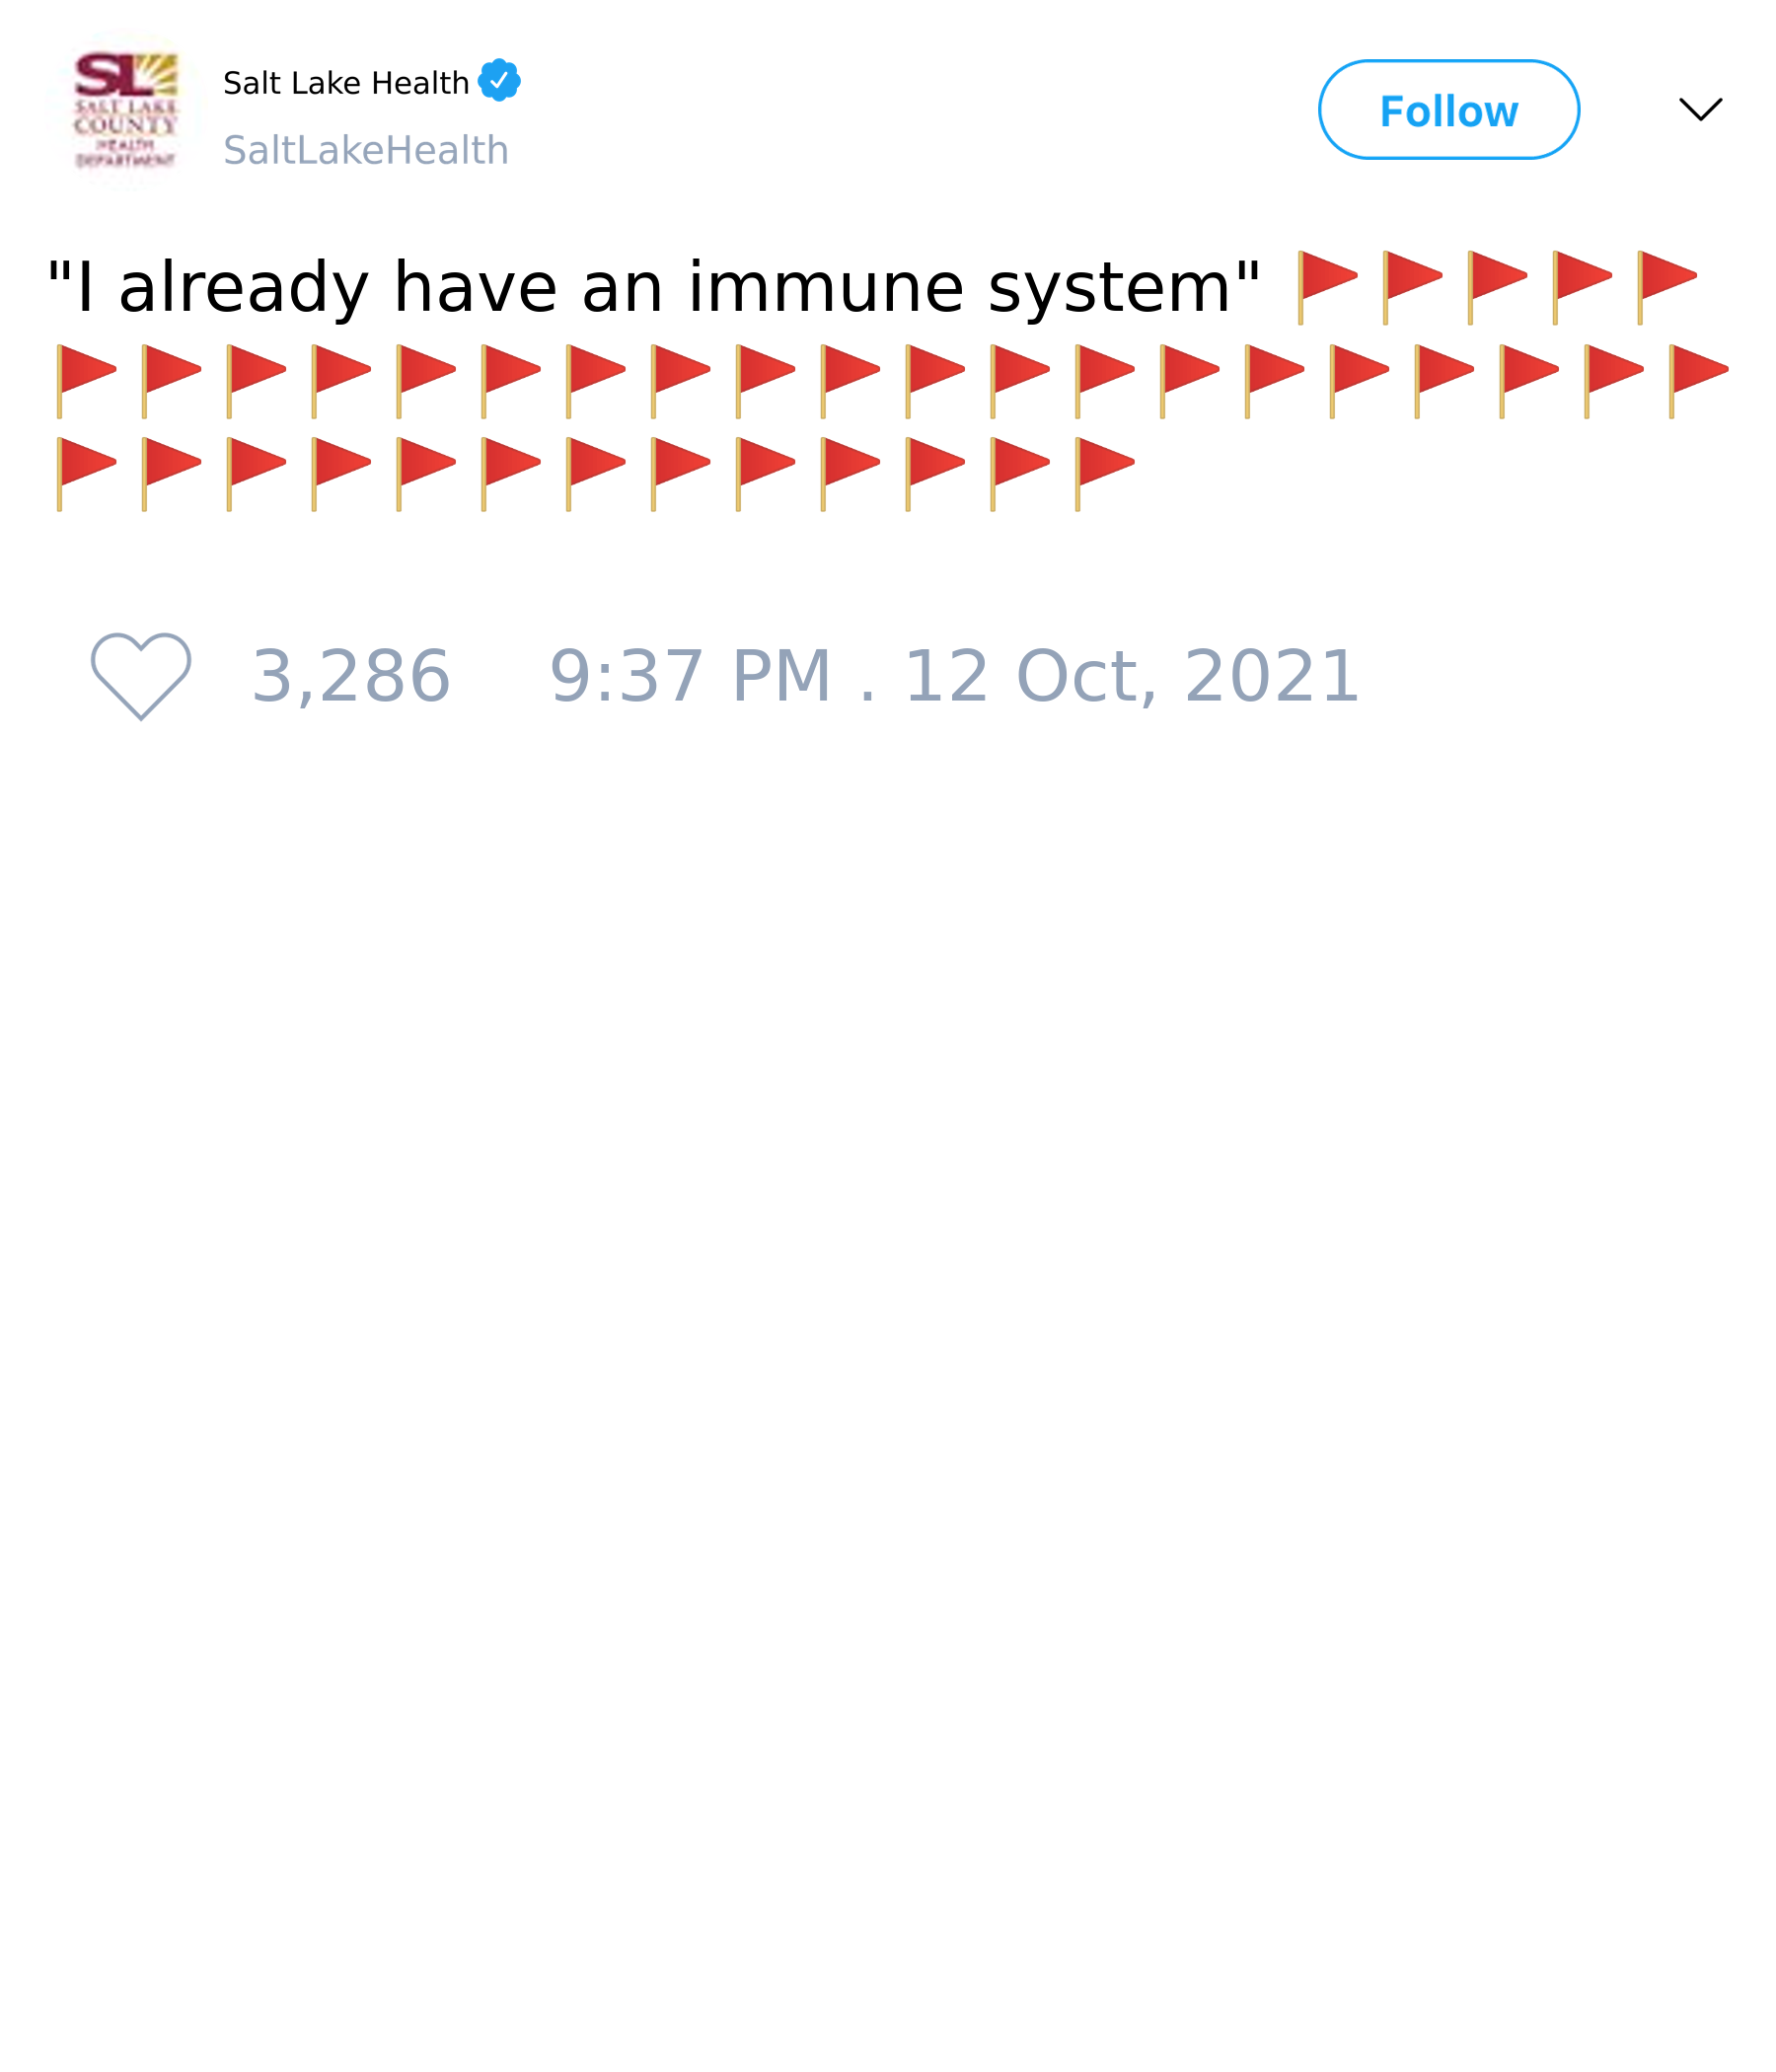 SL
SALT LAKE
COUNTY
HEALTH
DEPARTMENT
Salt Lake Health
SaltLakeHealth
Follow
"I already have an immune system" 🚩🚩🚩🚩🚩
🚩🚩🚩🚩🚩🚩🚩🚩🚩🚩🚩🚩🚩🚩🚩🚩🚩🚩🚩🚩
🚩🚩🚩🚩🚩🚩🚩🚩🚩🚩🚩🚩🚩
3,286 9:37 PM . 12 Oct, 2021